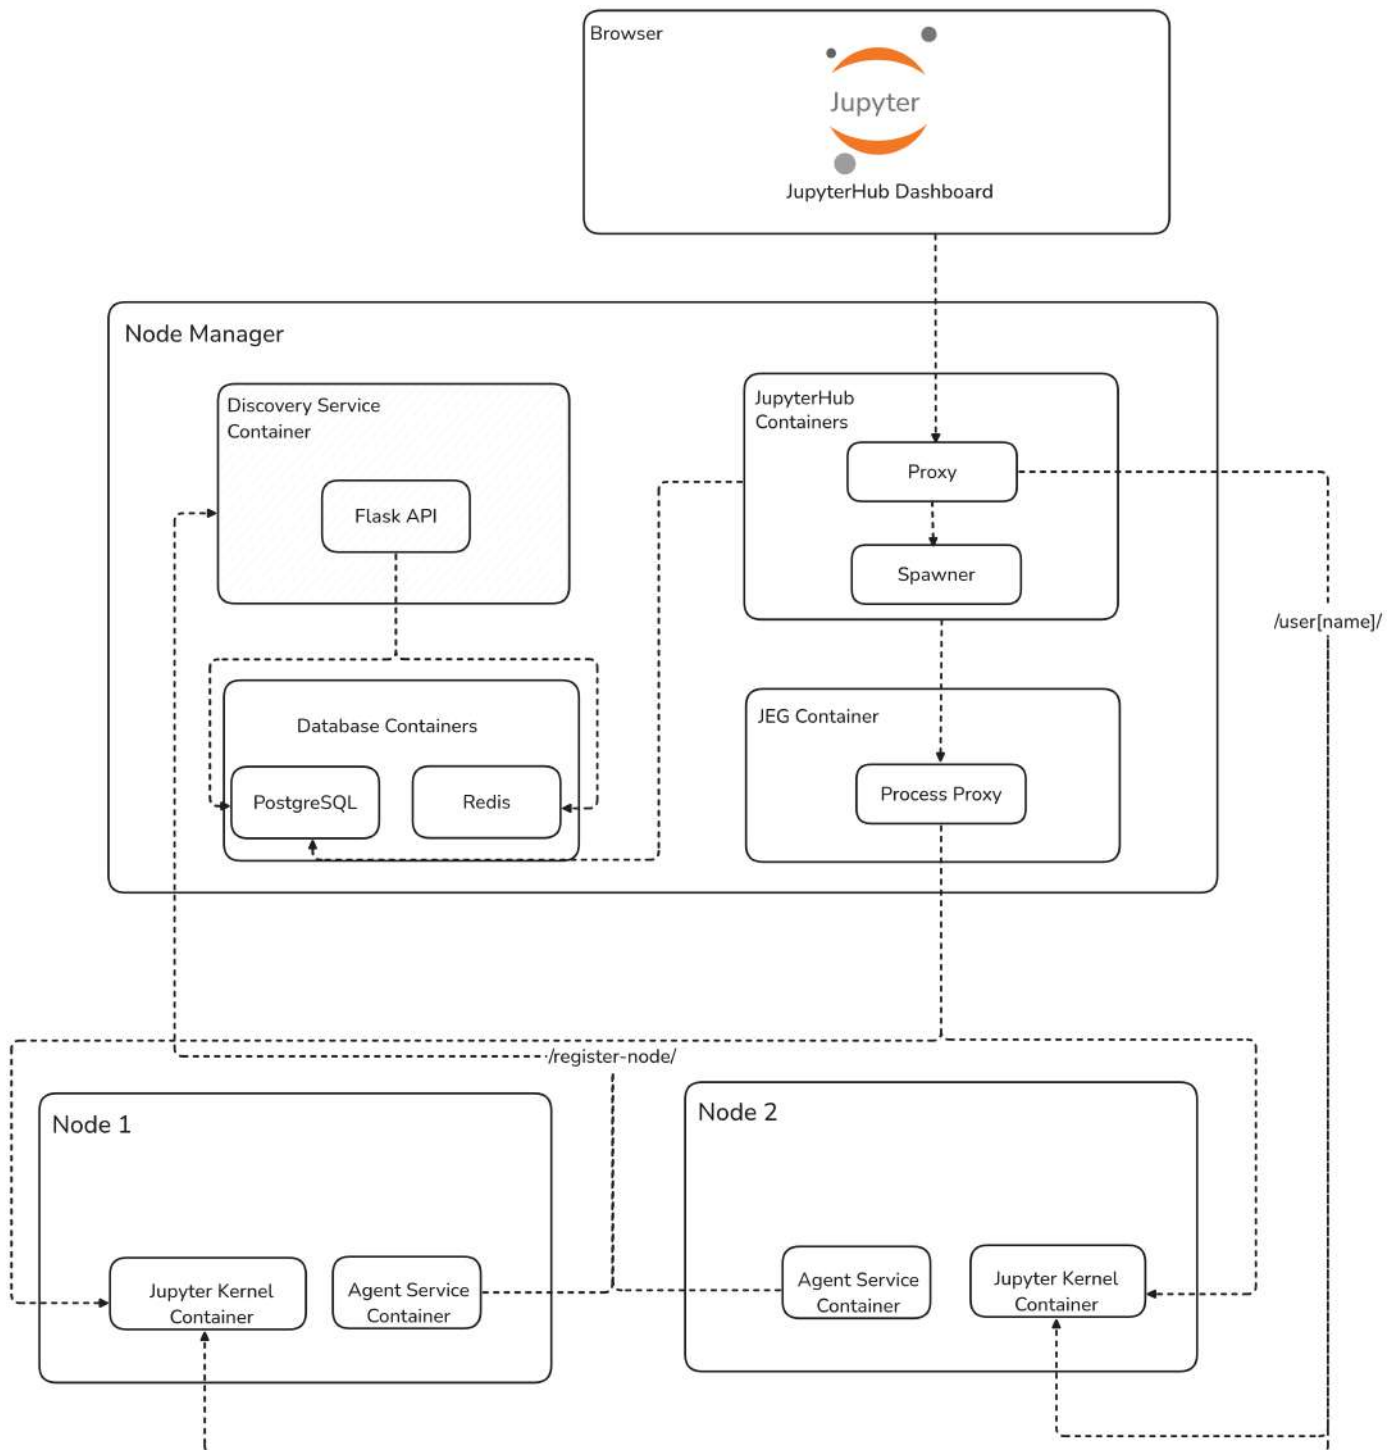 Browser
Jupyter
JupyterHub Dashboard
Node Manager
Discovery Service
Container
Flask API
JupyterHub
Containers
Proxy
Spawner
/user[name]/
Database Containers
PostgreSQL
Redis
JEG Container
Process Proxy
/register-node/
Node 1
Jupyter Kernel
Container
Agent Service
Container
Node 2
Agent Service
Container
Jupyter Kernel
Container